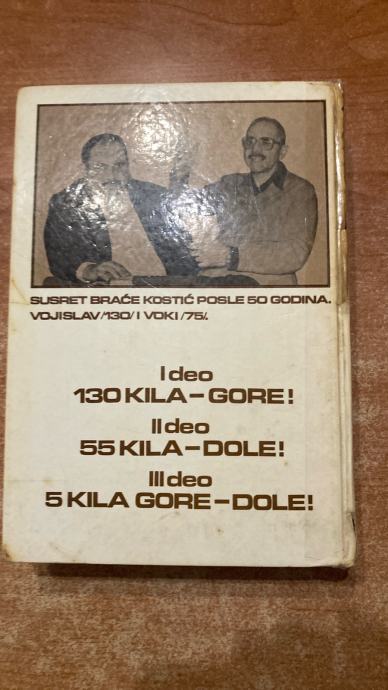 SUSRET BRAĆE KOSTIĆ POSLE 50 GODINA.
VOJISLAV /130/ I VOKI /75/.
I deo
130 KILA – GORE!
II deo
55 KILA – DOLE!
III deo
5 KILA GORE – DOLE!